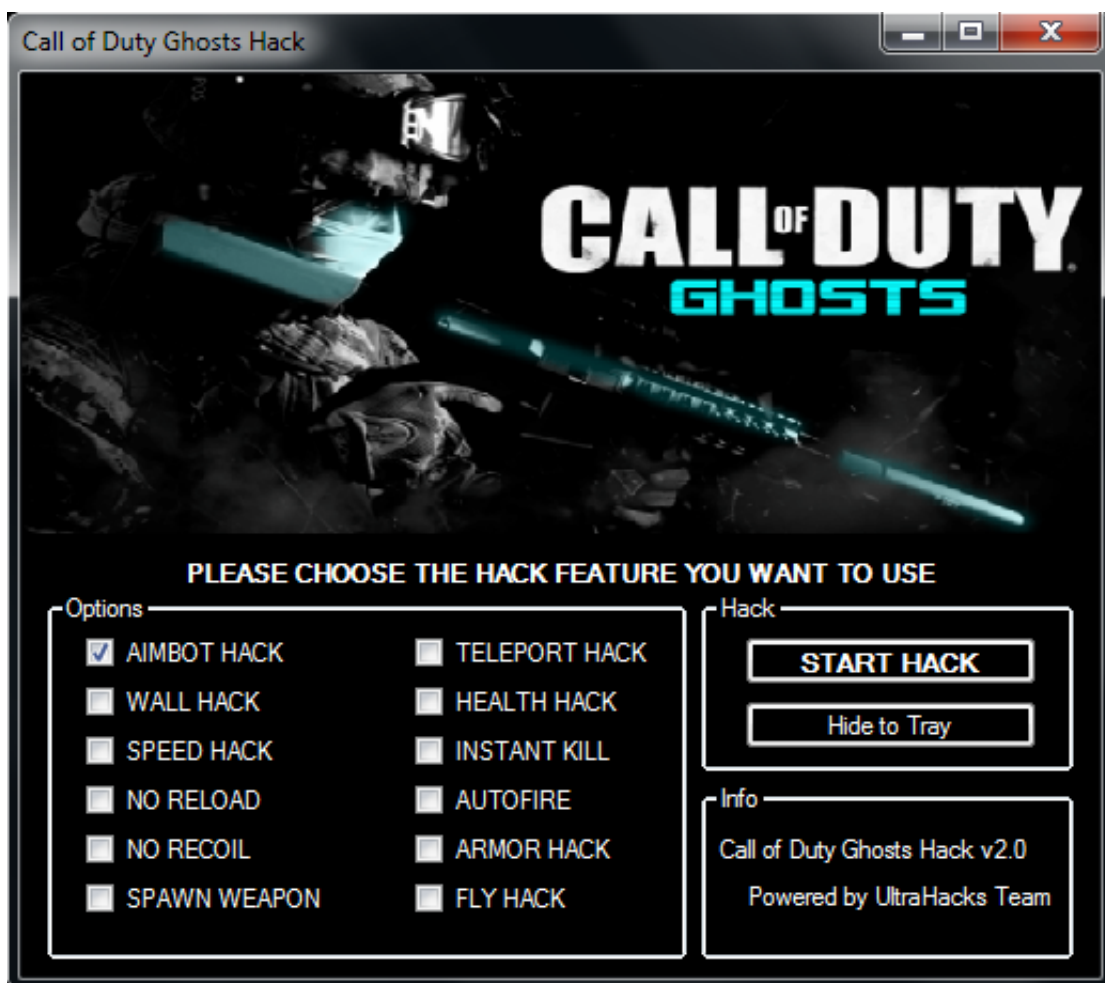 Call of Duty Ghosts Hack
CALL OF DUTY
GHOSTS
PLEASE CHOOSE THE HACK FEATURE YOU WANT TO USE
Options
AIMBOT HACK
WALL HACK
SPEED HACK
NO RELOAD
NO RECOIL
SPAWN WEAPON
TELEPORT HACK
HEALTH HACK
INSTANT KILL
AUTOFIRE
ARMOR HACK
FLY HACK
Hack
START HACK
Hide to Tray
Info
Call of Duty Ghosts Hack v2.0
Powered by UltraHacks Team